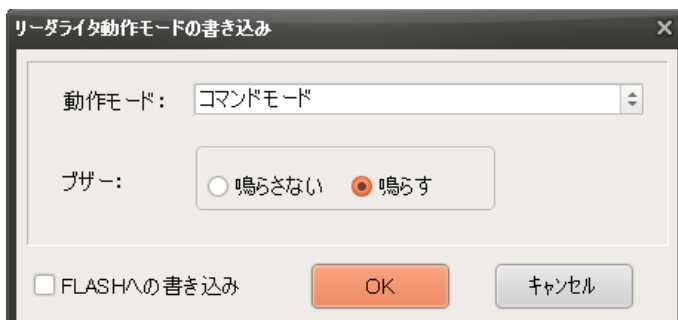 リーダライタ動作モードの書き込み
動作モード:
コマンドモード
ブザー:
鳴らさない
鳴らす
FLASHへの書き込み
OK
キャンセル